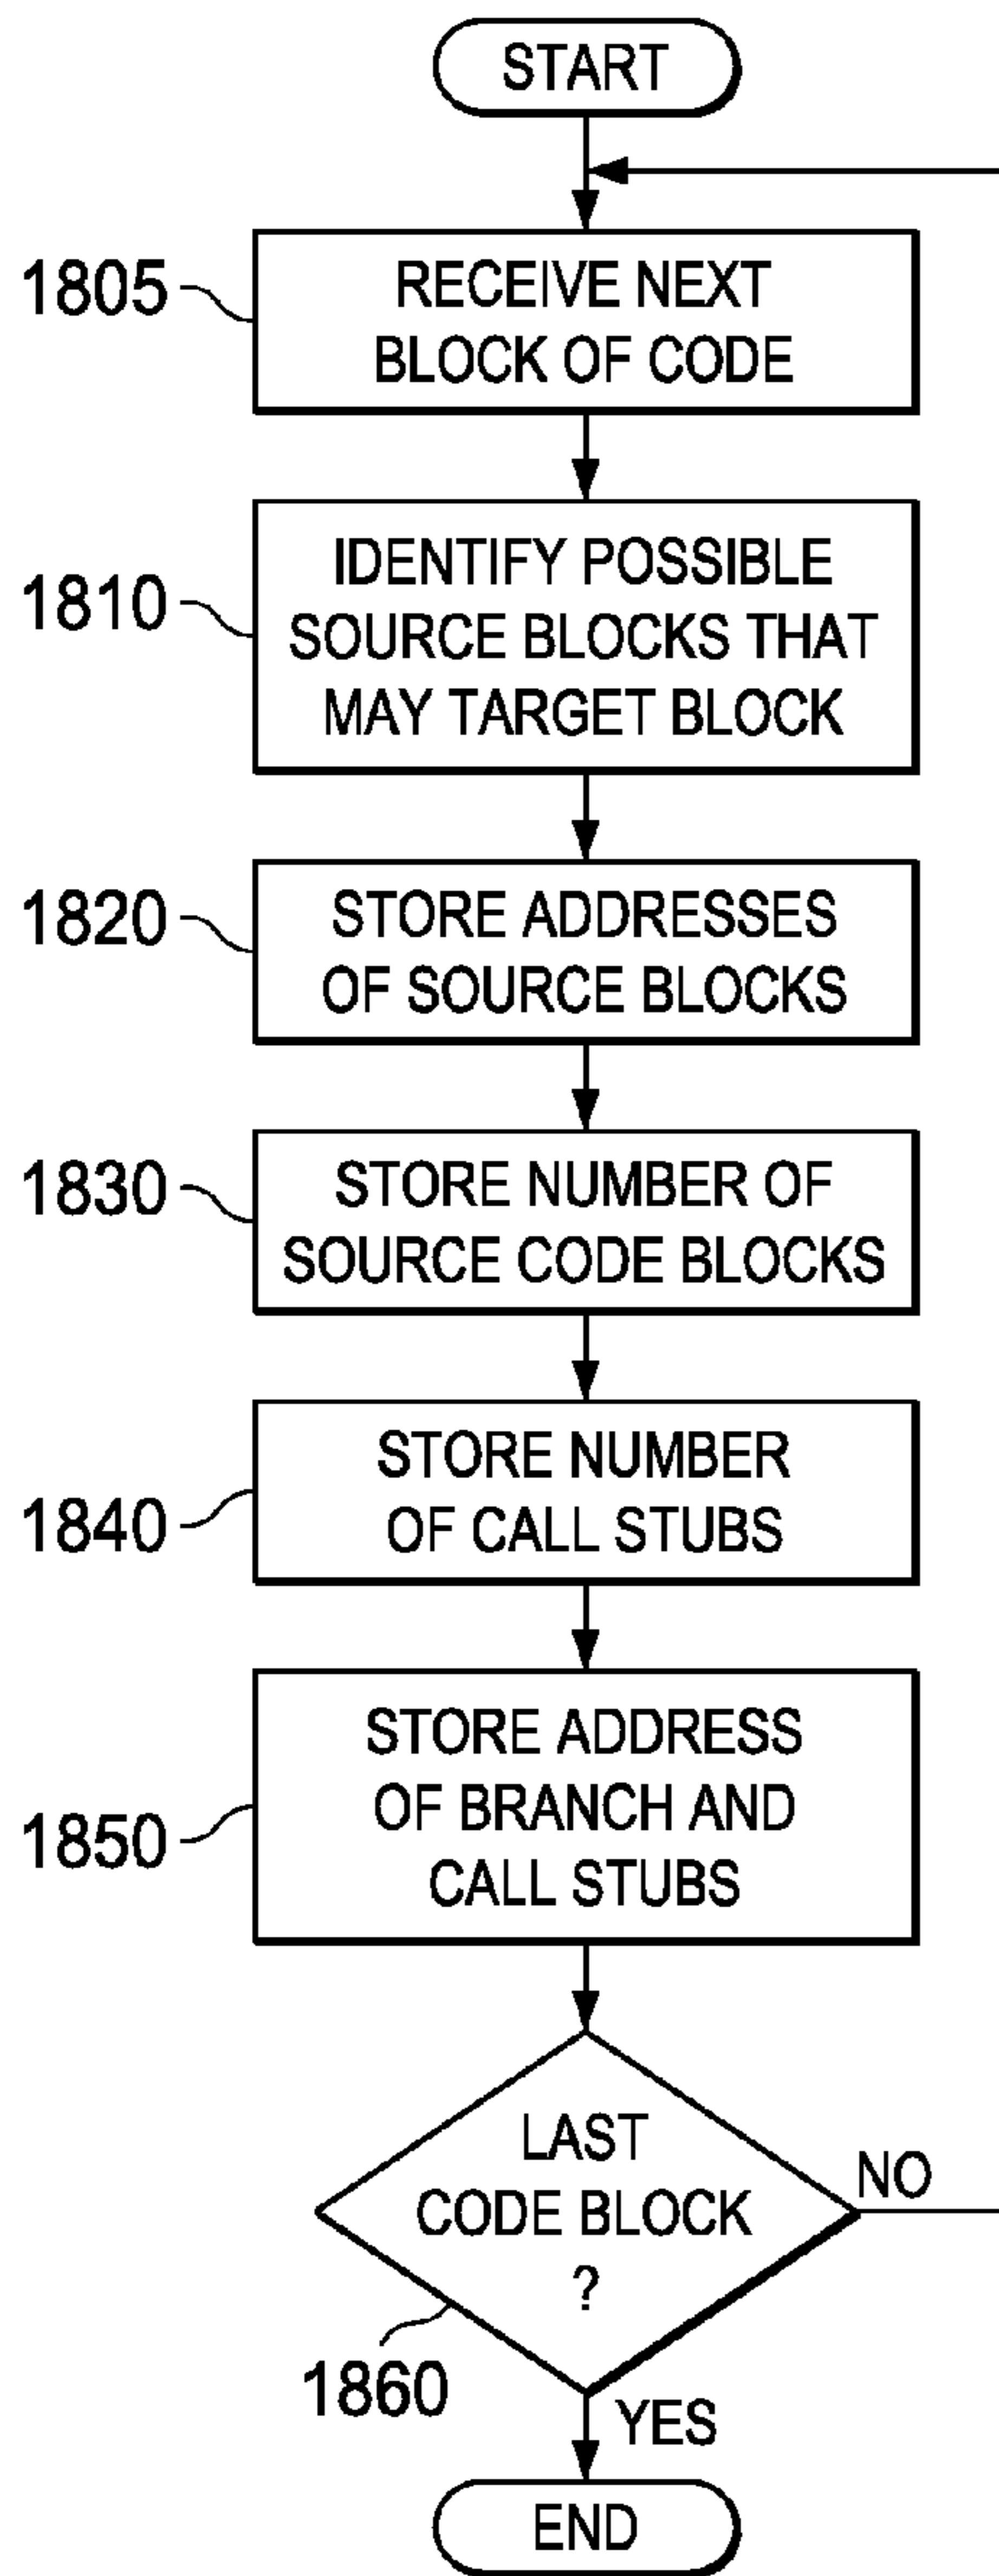 START
1805
RECEIVE NEXT
BLOCK OF CODE
1810
IDENTIFY POSSIBLE
SOURCE BLOCKS THAT
MAY TARGET BLOCK
1820
STORE ADDRESSES
OF SOURCE BLOCKS
1830
STORE NUMBER OF
SOURCE CODE BLOCKS
1840
STORE NUMBER
OF CALL STUBS
1850
STORE ADDRESS
OF BRANCH AND
CALL STUBS
LAST
CODE BLOCK
?
NO
1860
YES
END